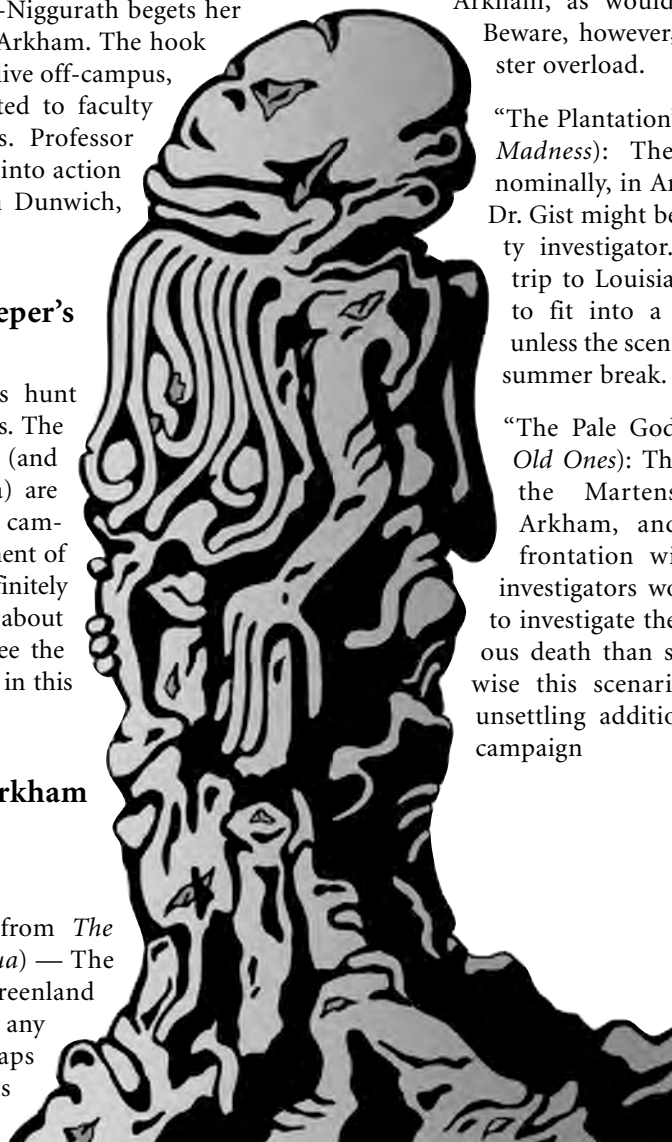 -Niggurath begets her
Arkham. The hook
live off-campus,
ted to faculty
s. Professor
into action
Dunwich,
eper's
s hunt
s. The
(and
) are
cam-
ment of
finitely
about
ee the
in this
rkham
from The
ua) — The
reenland
any
aps
s
Arkham, as would
Beware, however,
ster overload.
“The Plantation”
Madness): The
nominally, in Ar
Dr. Gist might be
ty investigator.
trip to Louisia
to fit into a
unless the scen
summer break.
“The Pale God
Old Ones): Th
the Martens
Arkham, and
frontation wi
investigators wo
to investigate the
ous death than s
wise this scenari
unsettling additio
campaign